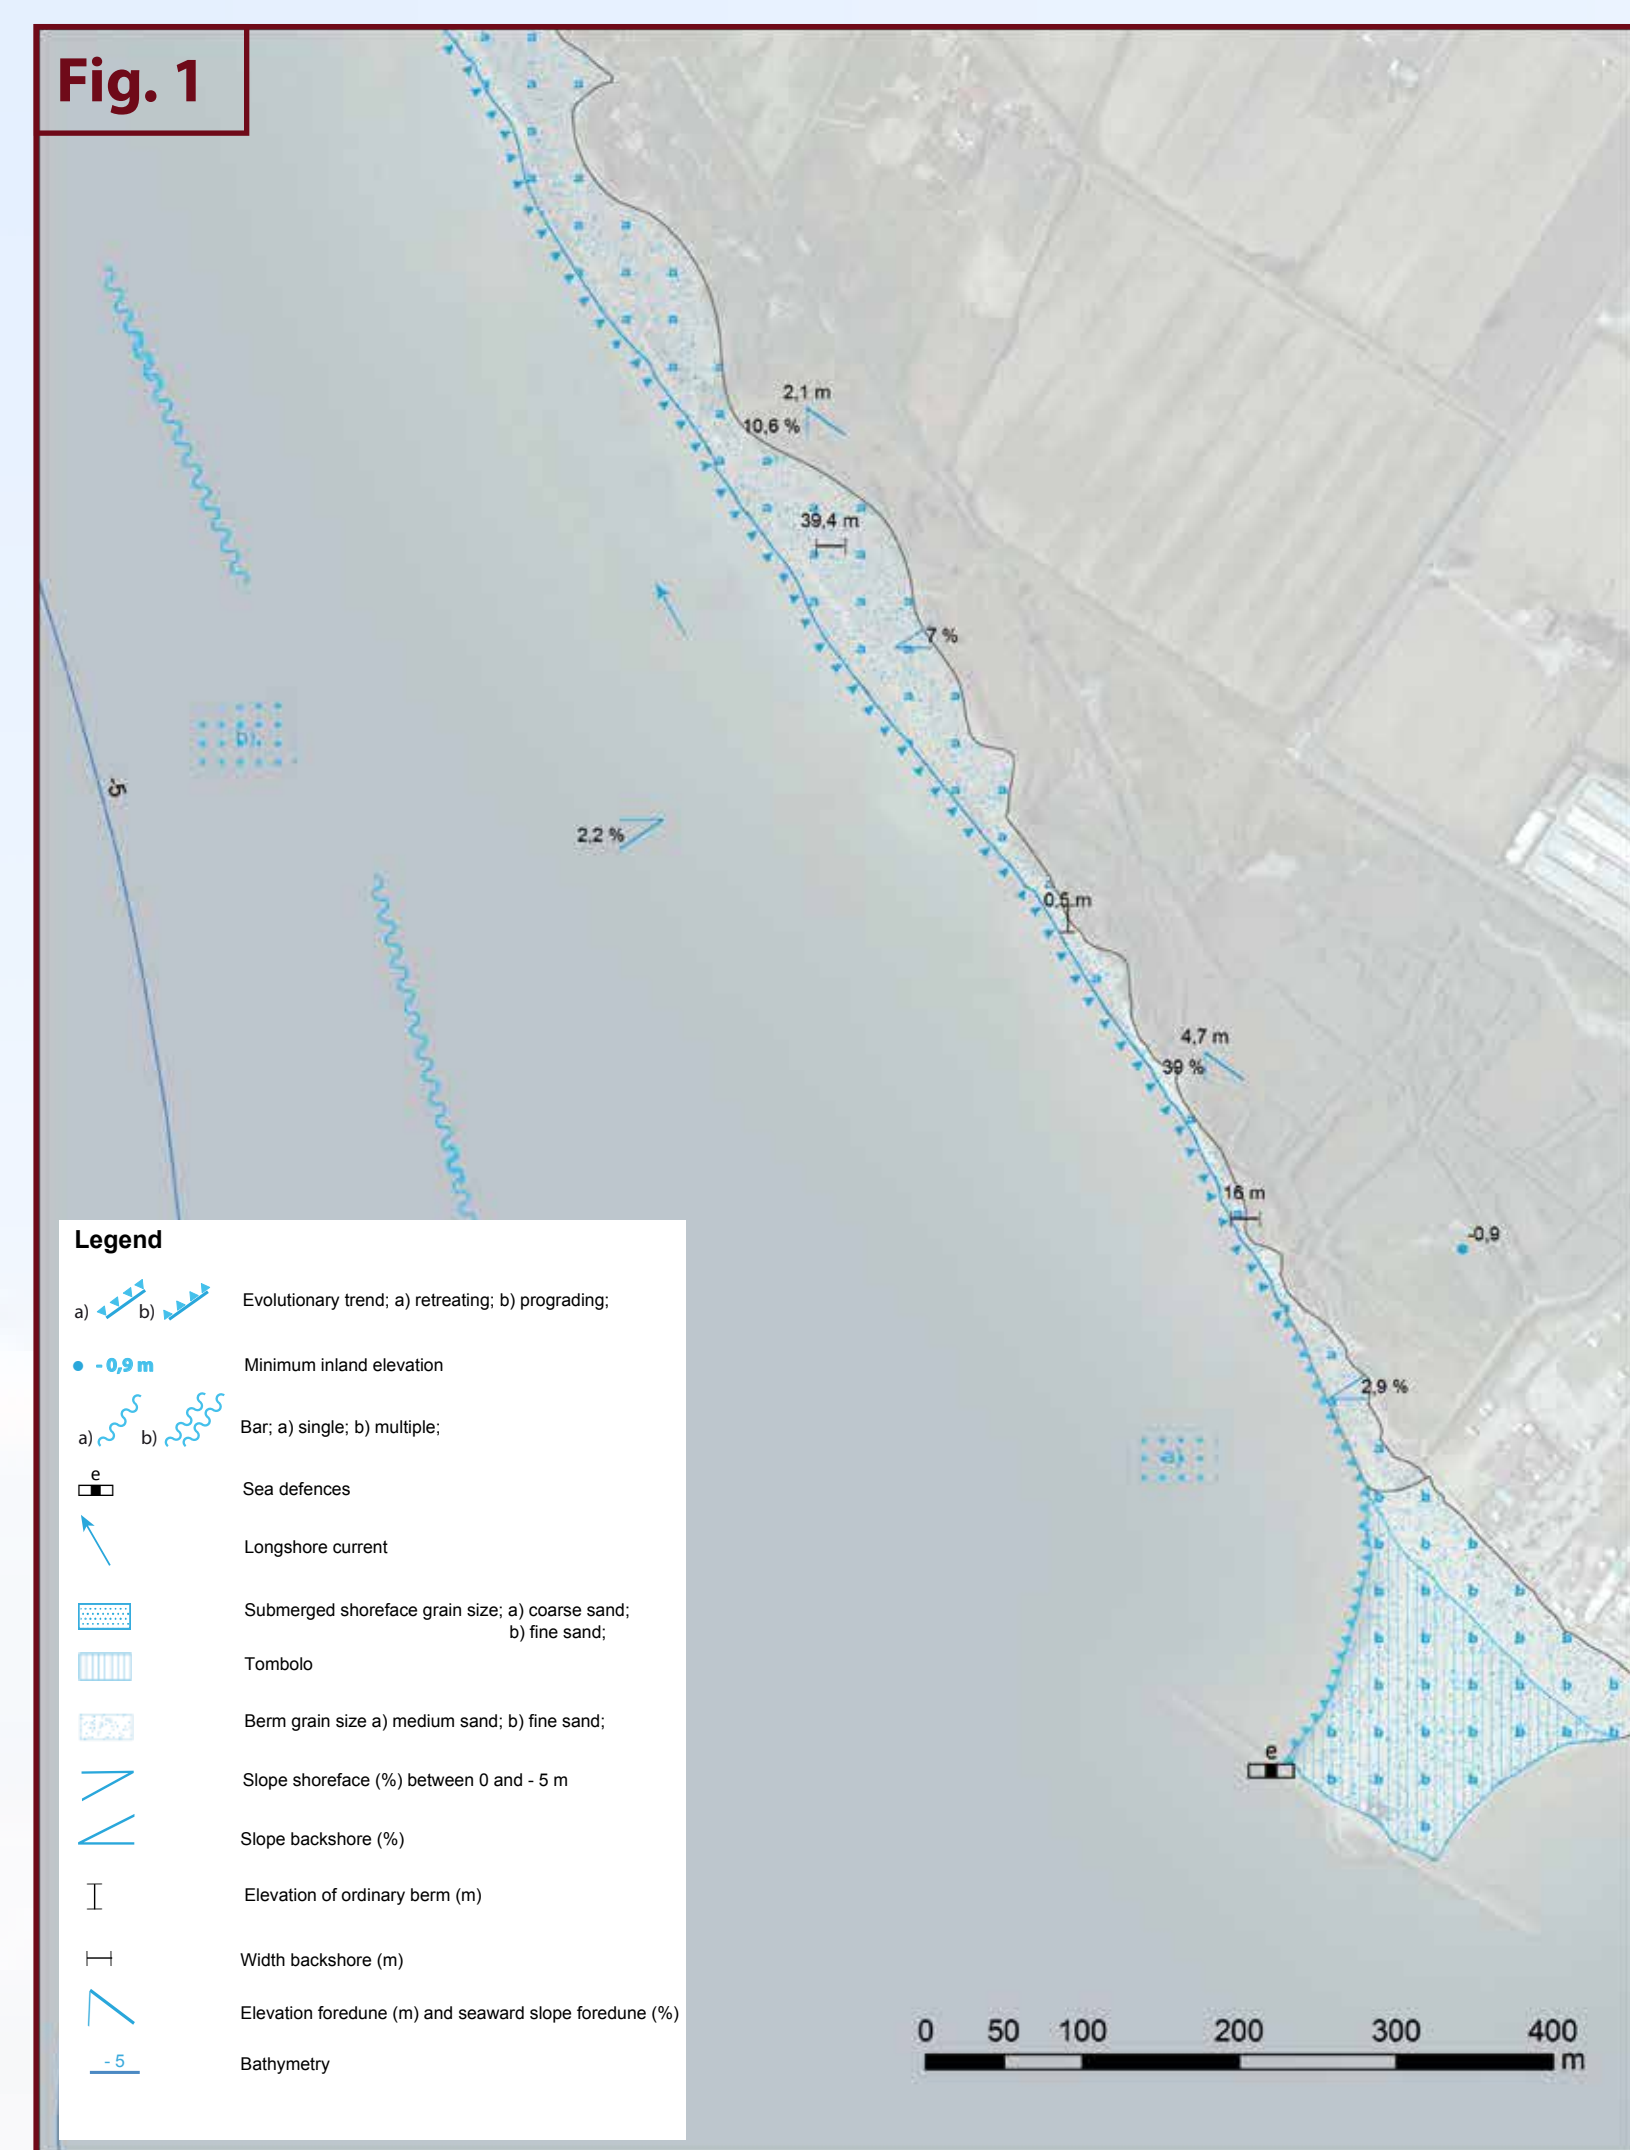 Fig. 1
2,1 m
10,6 %
39,4 m
7 %
b)
-5
2,2 %
0,5 m
4,7 m
39 %
16 m
-0,9
2,9 %
a)
e
Legend
a) b) Evolutionary trend; a) retreating; b) prograding;
- 0,9 m Minimum inland elevation
a) b) Bar; a) single; b) multiple;
e
Sea defences
Longshore current
Submerged shoreface grain size; a) coarse sand;
b) fine sand;
Tombolo
Berm grain size a) medium sand; b) fine sand;
Slope shoreface (%) between 0 and - 5 m
Slope backshore (%)
Elevation of ordinary berm (m)
Width backshore (m)
Elevation foredune (m) and seaward slope foredune (%)
- 5 Bathymetry
0 50 100 200 300 400
m